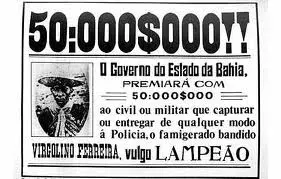 50:000$000!!
O Governo do Estado da Bahia,
PREMIARÁ COM
50:000$000
ao civil ou militar que capturar
ou entregar de qualquer modo
á Policia, o famigerado bandido
VIRGOLINO FERREIRA, vulgo LAMPEÃO